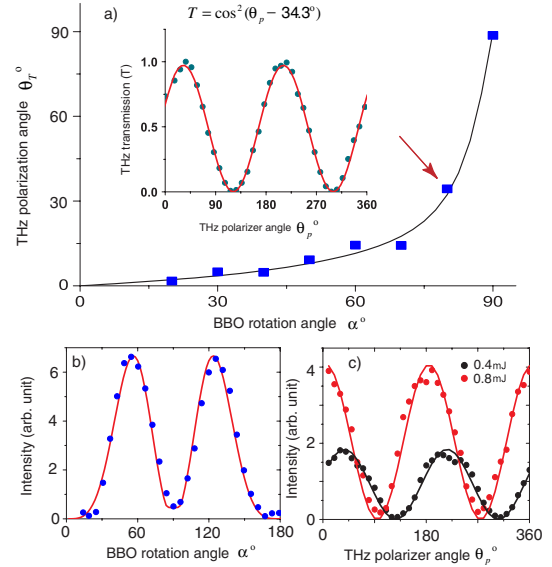 a)
T = cos²(θp − 34.3°)
THz polarization angle θT°
90
60
30
0
THz transmission (T)
1.0
0.5
0.0
0 90 180 270 360
THz polarizer angle θp°
0 30 60 90
BBO rotation angle α°
b)
Intensity (arb. unit)
6
4
2
0
0 60 120 180
BBO rotation angle α°
c)
0.4mJ
0.8mJ
Intensity (arb. unit)
4
2
0
0 180 360
THz polarizer angle θp°